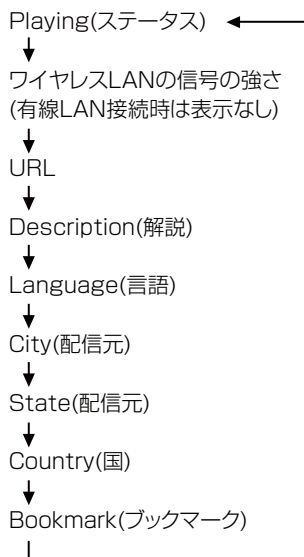 Playing(ステータス)
ワイヤレスLANの信号の強さ
(有線LAN接続時は表示なし)
URL
Description(解説)
Language(言語)
City(配信元)
State(配信元)
Country(国)
Bookmark(ブックマーク)